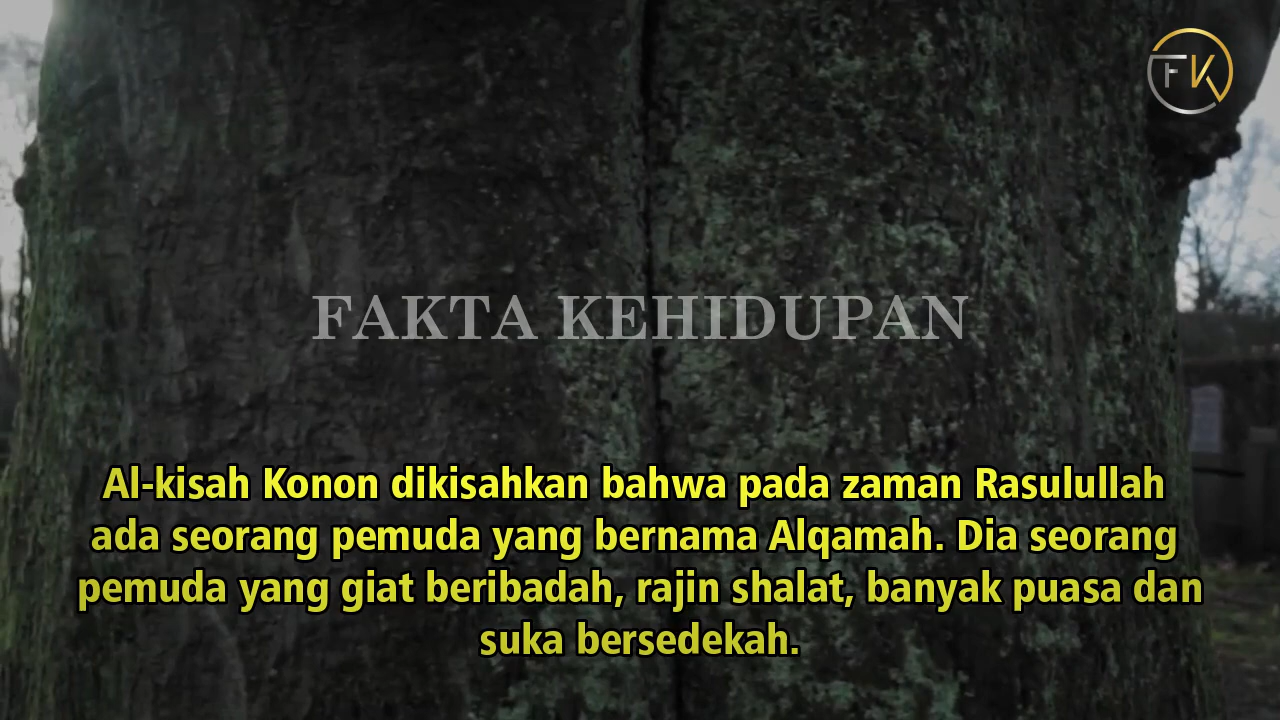 FK
FAKTA KEHIDUPAN
Al-kisah Konon dikisahkan bahwa pada zaman Rasulullah
ada seorang pemuda yang bernama Alqamah. Dia seorang
pemuda yang giat beribadah, rajin shalat, banyak puasa dan
suka bersedekah.